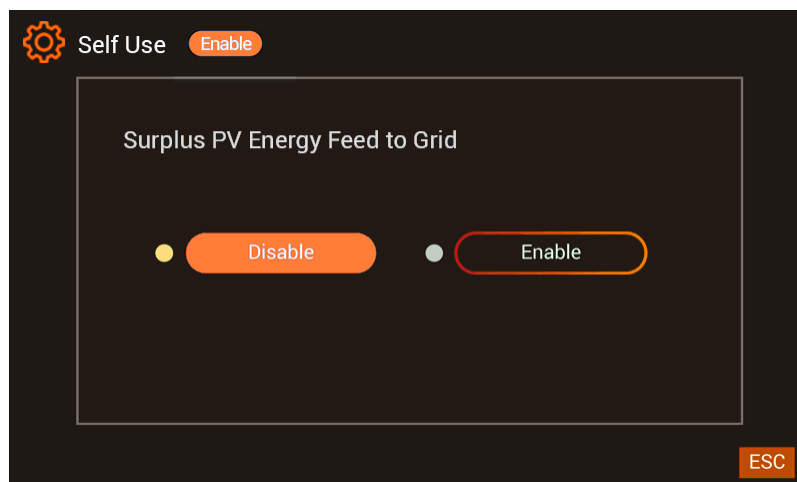 Self Use Enable
Surplus PV Energy Feed to Grid
Disable Enable
ESC